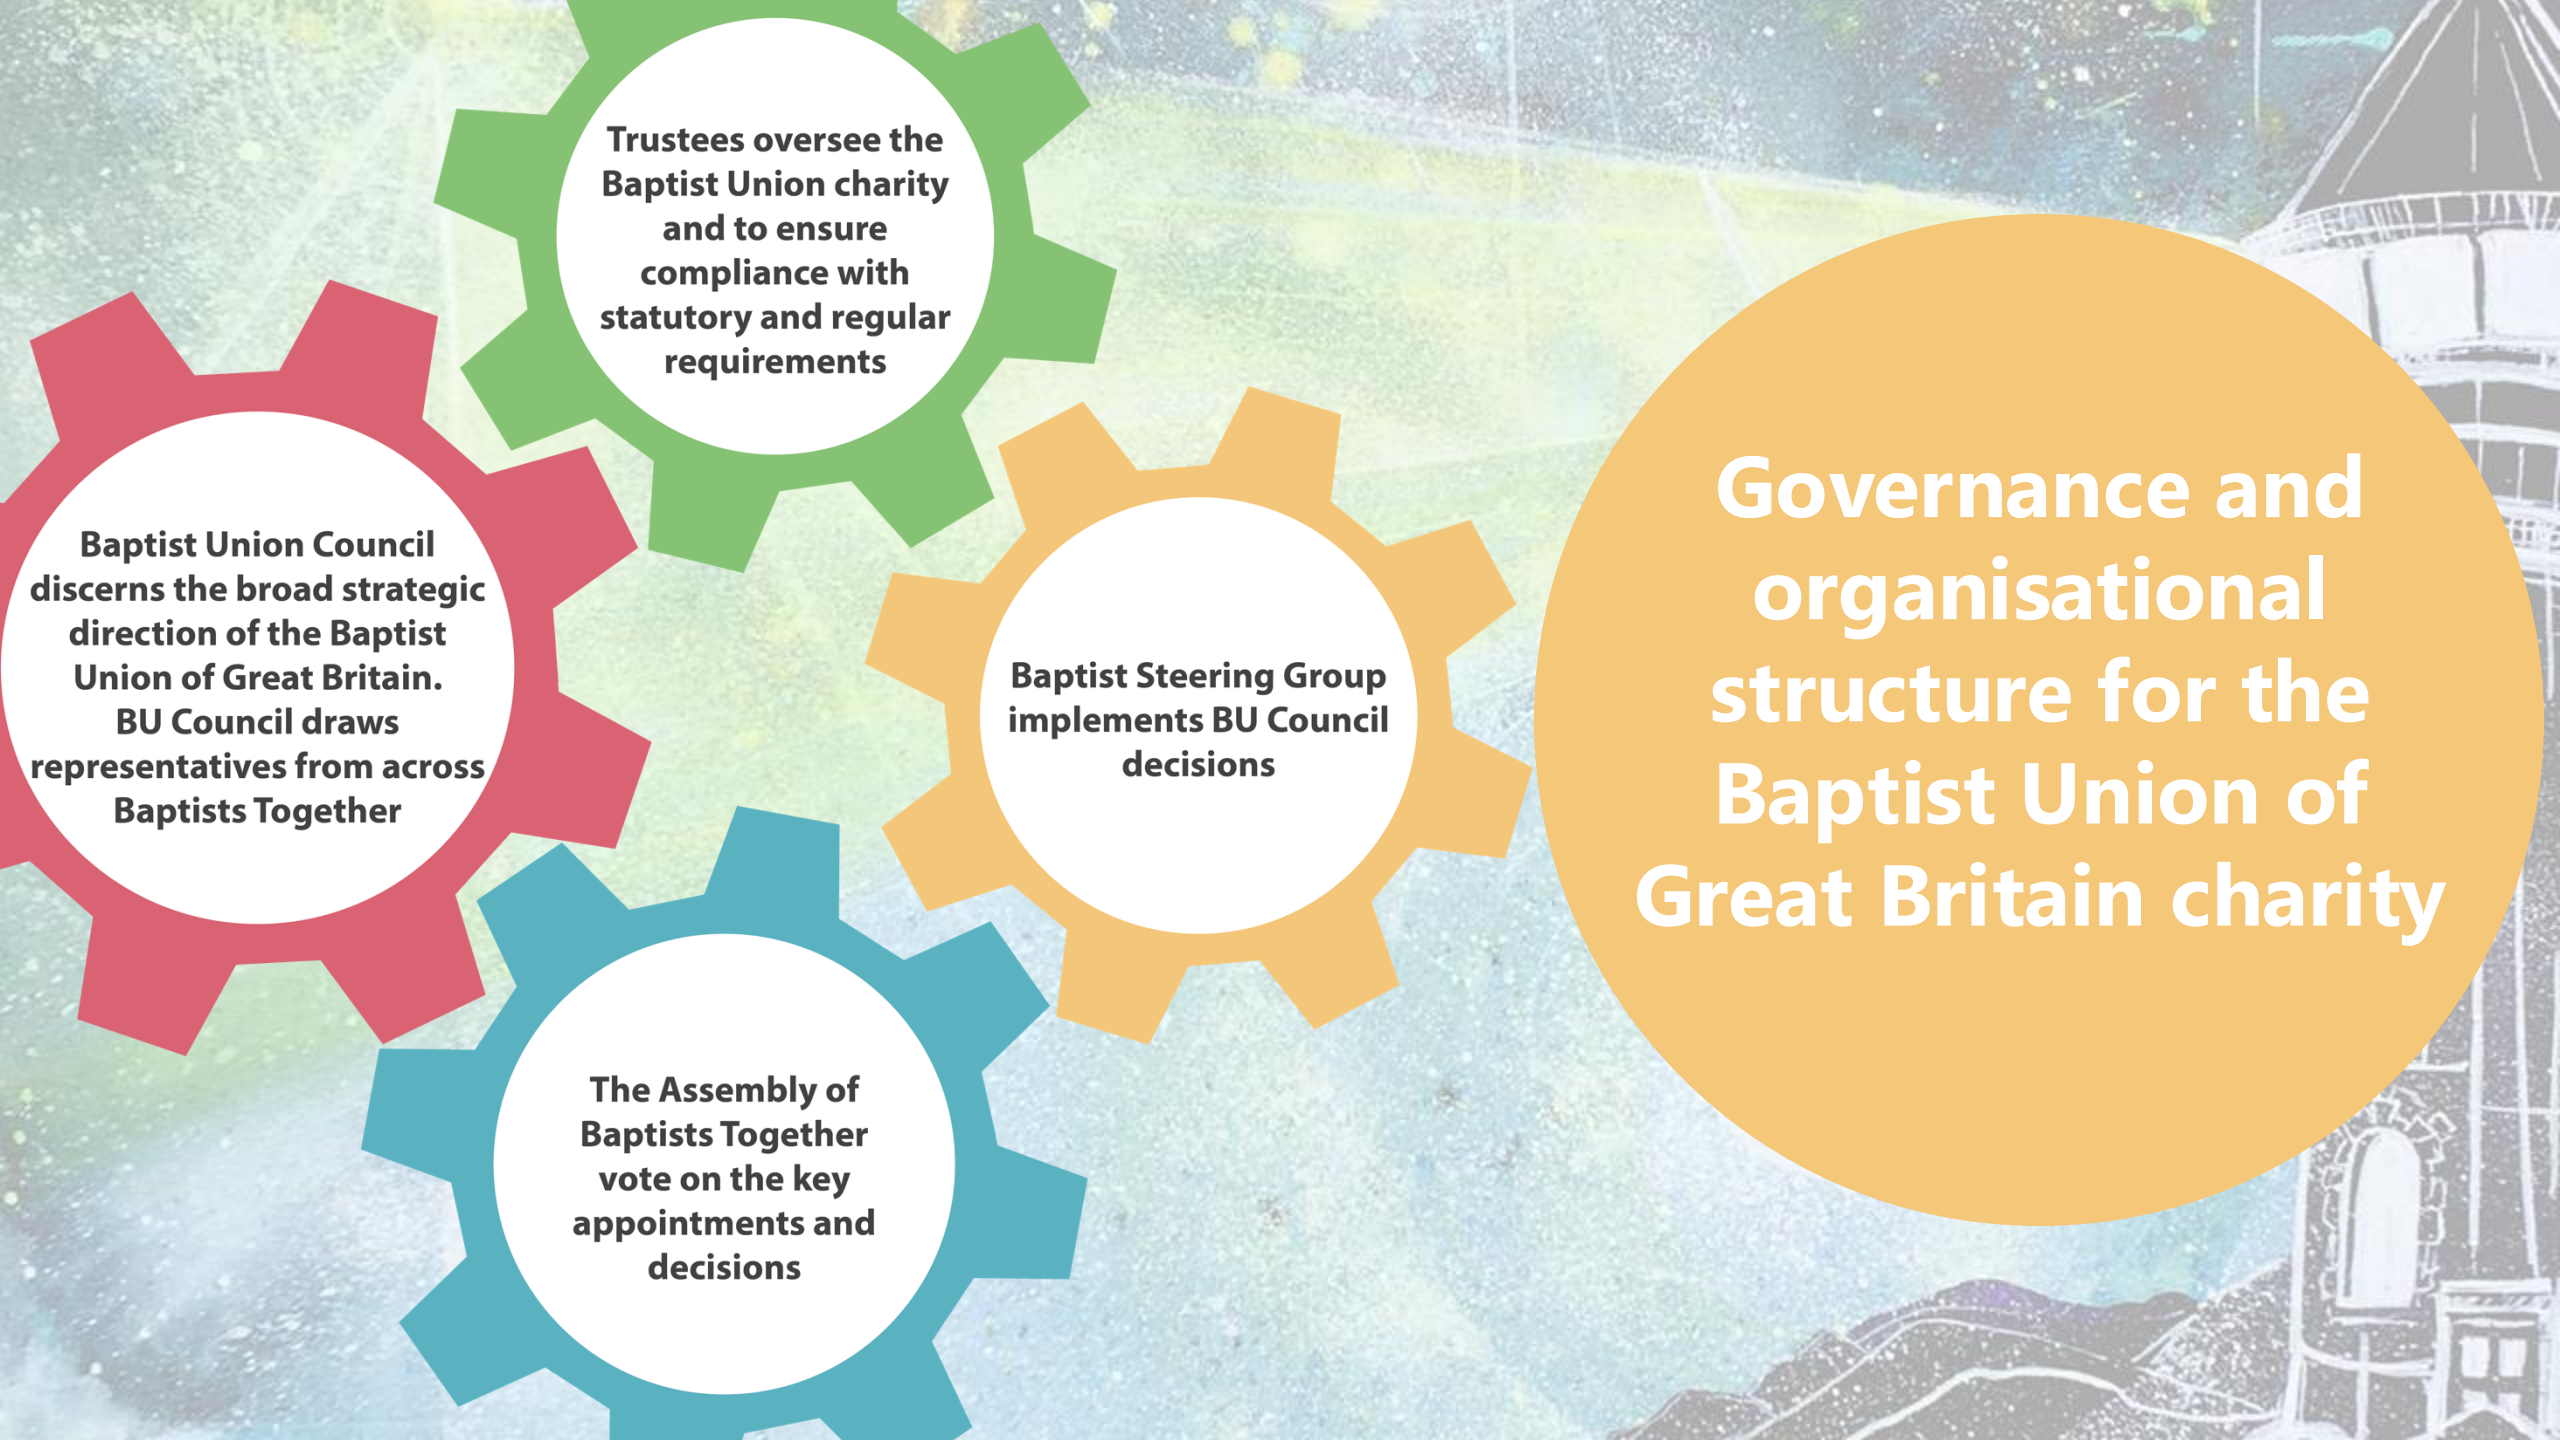 Trustees oversee the
Baptist Union charity
and to ensure
compliance with
statutory and regular
requirements
Baptist Union Council
discerns the broad strategic
direction of the Baptist
Union of Great Britain.
BU Council draws
representatives from across
Baptists Together
Baptist Steering Group
implements BU Council
decisions
The Assembly of
Baptists Together
vote on the key
appointments and
decisions
Governance and
organisational
structure for the
Baptist Union of
Great Britain charity